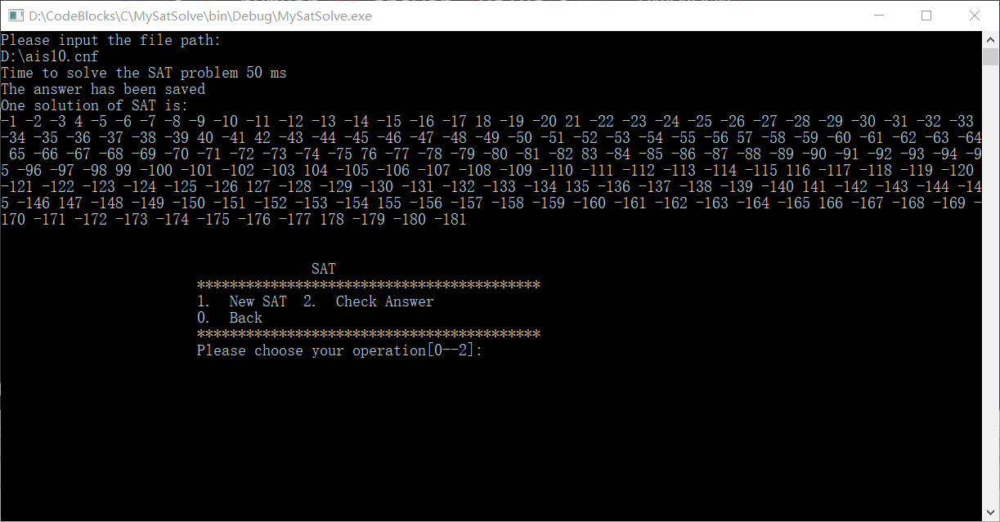 D:\CodeBlocks\C\MySatSolve\bin\Debug\MySatSolve.exe
Please input the file path:
D:\ais10.cnf
Time to solve the SAT problem 50 ms
The answer has been saved
One solution of SAT is:
-1 -2 -3 4 -5 -6 -7 -8 -9 -10 -11 -12 -13 -14 -15 -16 -17 18 -19 -20 21 -22 -23 -24 -25 -26 -27 -28 -29 -30 -31 -32 -33
-34 -35 -36 -37 -38 -39 40 -41 42 -43 -44 -45 -46 -47 -48 -49 -50 -51 -52 -53 -54 -55 -56 57 -58 -59 -60 -61 -62 -63 -64
65 -66 -67 -68 -69 -70 -71 -72 -73 -74 -75 76 -77 -78 -79 -80 -81 -82 83 -84 -85 -86 -87 -88 -89 -90 -91 -92 -93 -94 -9
5 -96 -97 -98 99 -100 -101 -102 -103 104 -105 -106 -107 -108 -109 -110 -111 -112 -113 -114 -115 116 -117 -118 -119 -120
-121 -122 -123 -124 -125 -126 127 -128 -129 -130 -131 -132 -133 -134 135 -136 -137 -138 -139 -140 141 -142 -143 -144 -14
5 -146 147 -148 -149 -150 -151 -152 -153 -154 155 -156 -157 -158 -159 -160 -161 -162 -163 -164 -165 166 -167 -168 -169 -
170 -171 -172 -173 -174 -175 -176 -177 178 -179 -180 -181
SAT
******************************************
1. New SAT 2. Check Answer
0. Back
******************************************
Please choose your operation[0--2]: